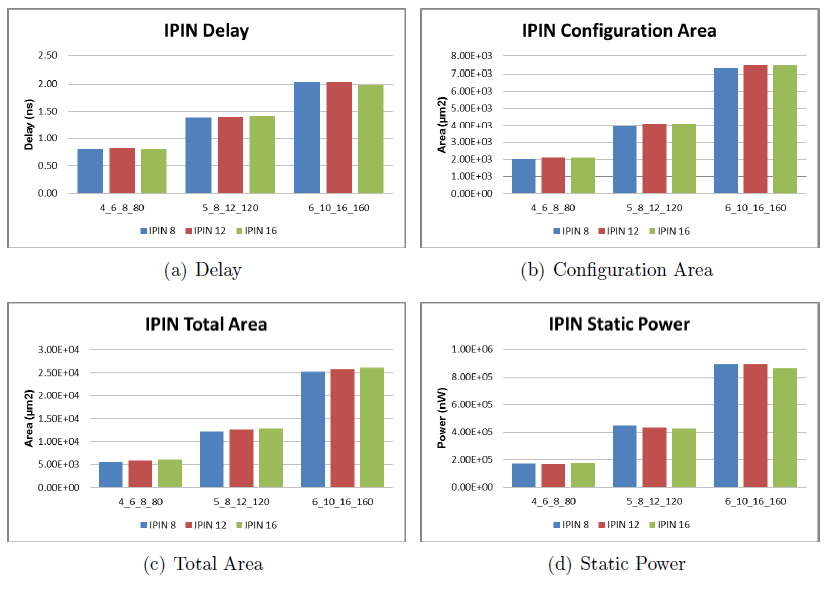 IPIN Delay
2.50
2.00
1.50
1.00
0.50
0.00
Delay (ns)
4_6_8_80 5_8_12_120 6_10_16_160
IPIN 8 IPIN 12 IPIN 16
(a) Delay
IPIN Configuration Area
8.00E+03
7.00E+03
6.00E+03
5.00E+03
4.00E+03
3.00E+03
2.00E+03
1.00E+03
0.00E+00
Area (µm2)
4_6_8_80 5_8_12_120 6_10_16_160
IPIN 8 IPIN 12 IPIN 16
(b) Configuration Area
IPIN Total Area
3.00E+04
2.50E+04
2.00E+04
1.50E+04
1.00E+04
5.00E+03
0.00E+00
Area (µm2)
4_6_8_80 5_8_12_120 6_10_16_160
IPIN 8 IPIN 12 IPIN 16
(c) Total Area
IPIN Static Power
1.00E+06
8.00E+05
6.00E+05
4.00E+05
2.00E+05
0.00E+00
Power (nW)
4_6_8_80 5_8_12_120 6_10_16_160
IPIN 8 IPIN 12 IPIN 16
(d) Static Power